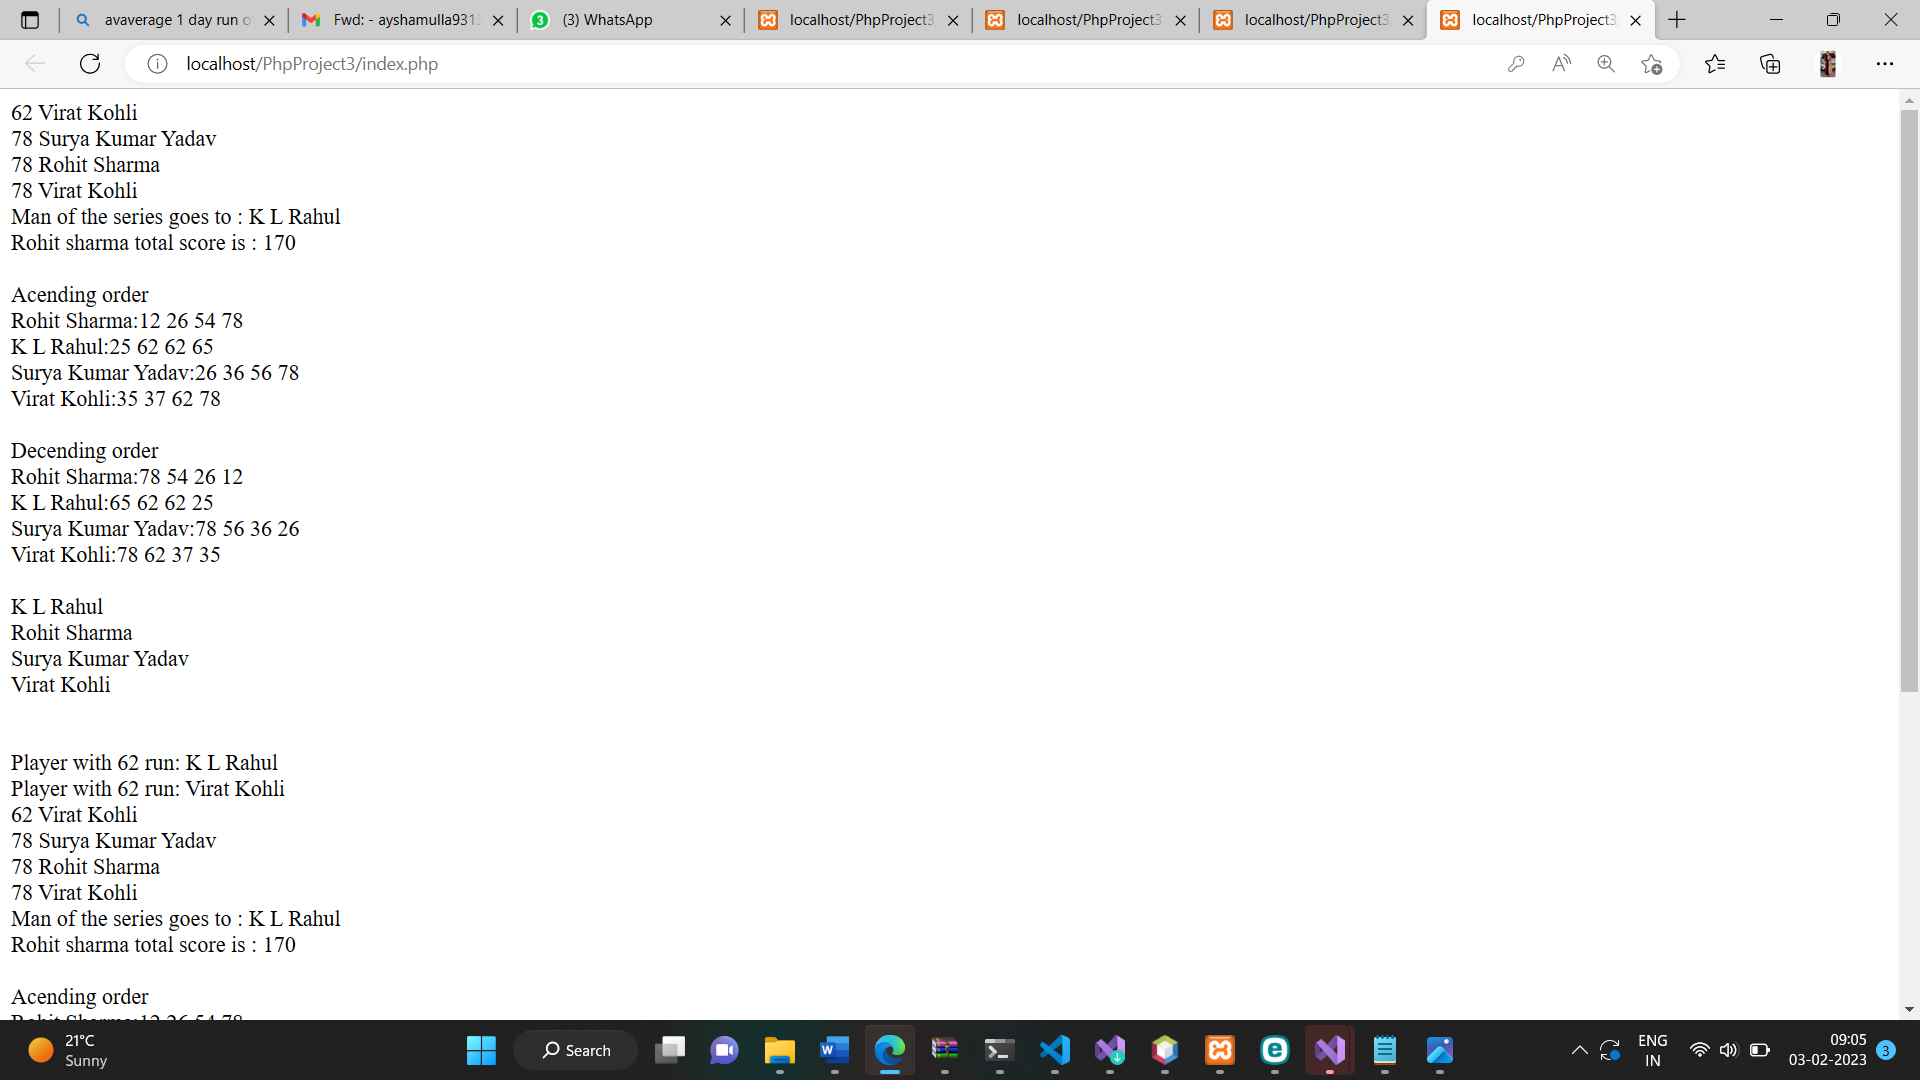 avaverage 1 day run o
Fwd: - ayshamulla931
(3) WhatsApp
localhost/PhpProject3
localhost/PhpProject3
localhost/PhpProject3
localhost/PhpProject3
localhost/PhpProject3/index.php
62 Virat Kohli
78 Surya Kumar Yadav
78 Rohit Sharma
78 Virat Kohli
Man of the series goes to : K L Rahul
Rohit sharma total score is : 170
Acending order
Rohit Sharma:12 26 54 78
K L Rahul:25 62 62 65
Surya Kumar Yadav:26 36 56 78
Virat Kohli:35 37 62 78
Decending order
Rohit Sharma:78 54 26 12
K L Rahul:65 62 62 25
Surya Kumar Yadav:78 56 36 26
Virat Kohli:78 62 37 35
K L Rahul
Rohit Sharma
Surya Kumar Yadav
Virat Kohli
Player with 62 run: K L Rahul
Player with 62 run: Virat Kohli
62 Virat Kohli
78 Surya Kumar Yadav
78 Rohit Sharma
78 Virat Kohli
Man of the series goes to : K L Rahul
Rohit sharma total score is : 170
Acending order
Rohit Sharma:12 26 54 78
21°C
Sunny
Search
ENG
IN
09:05
03-02-2023
3